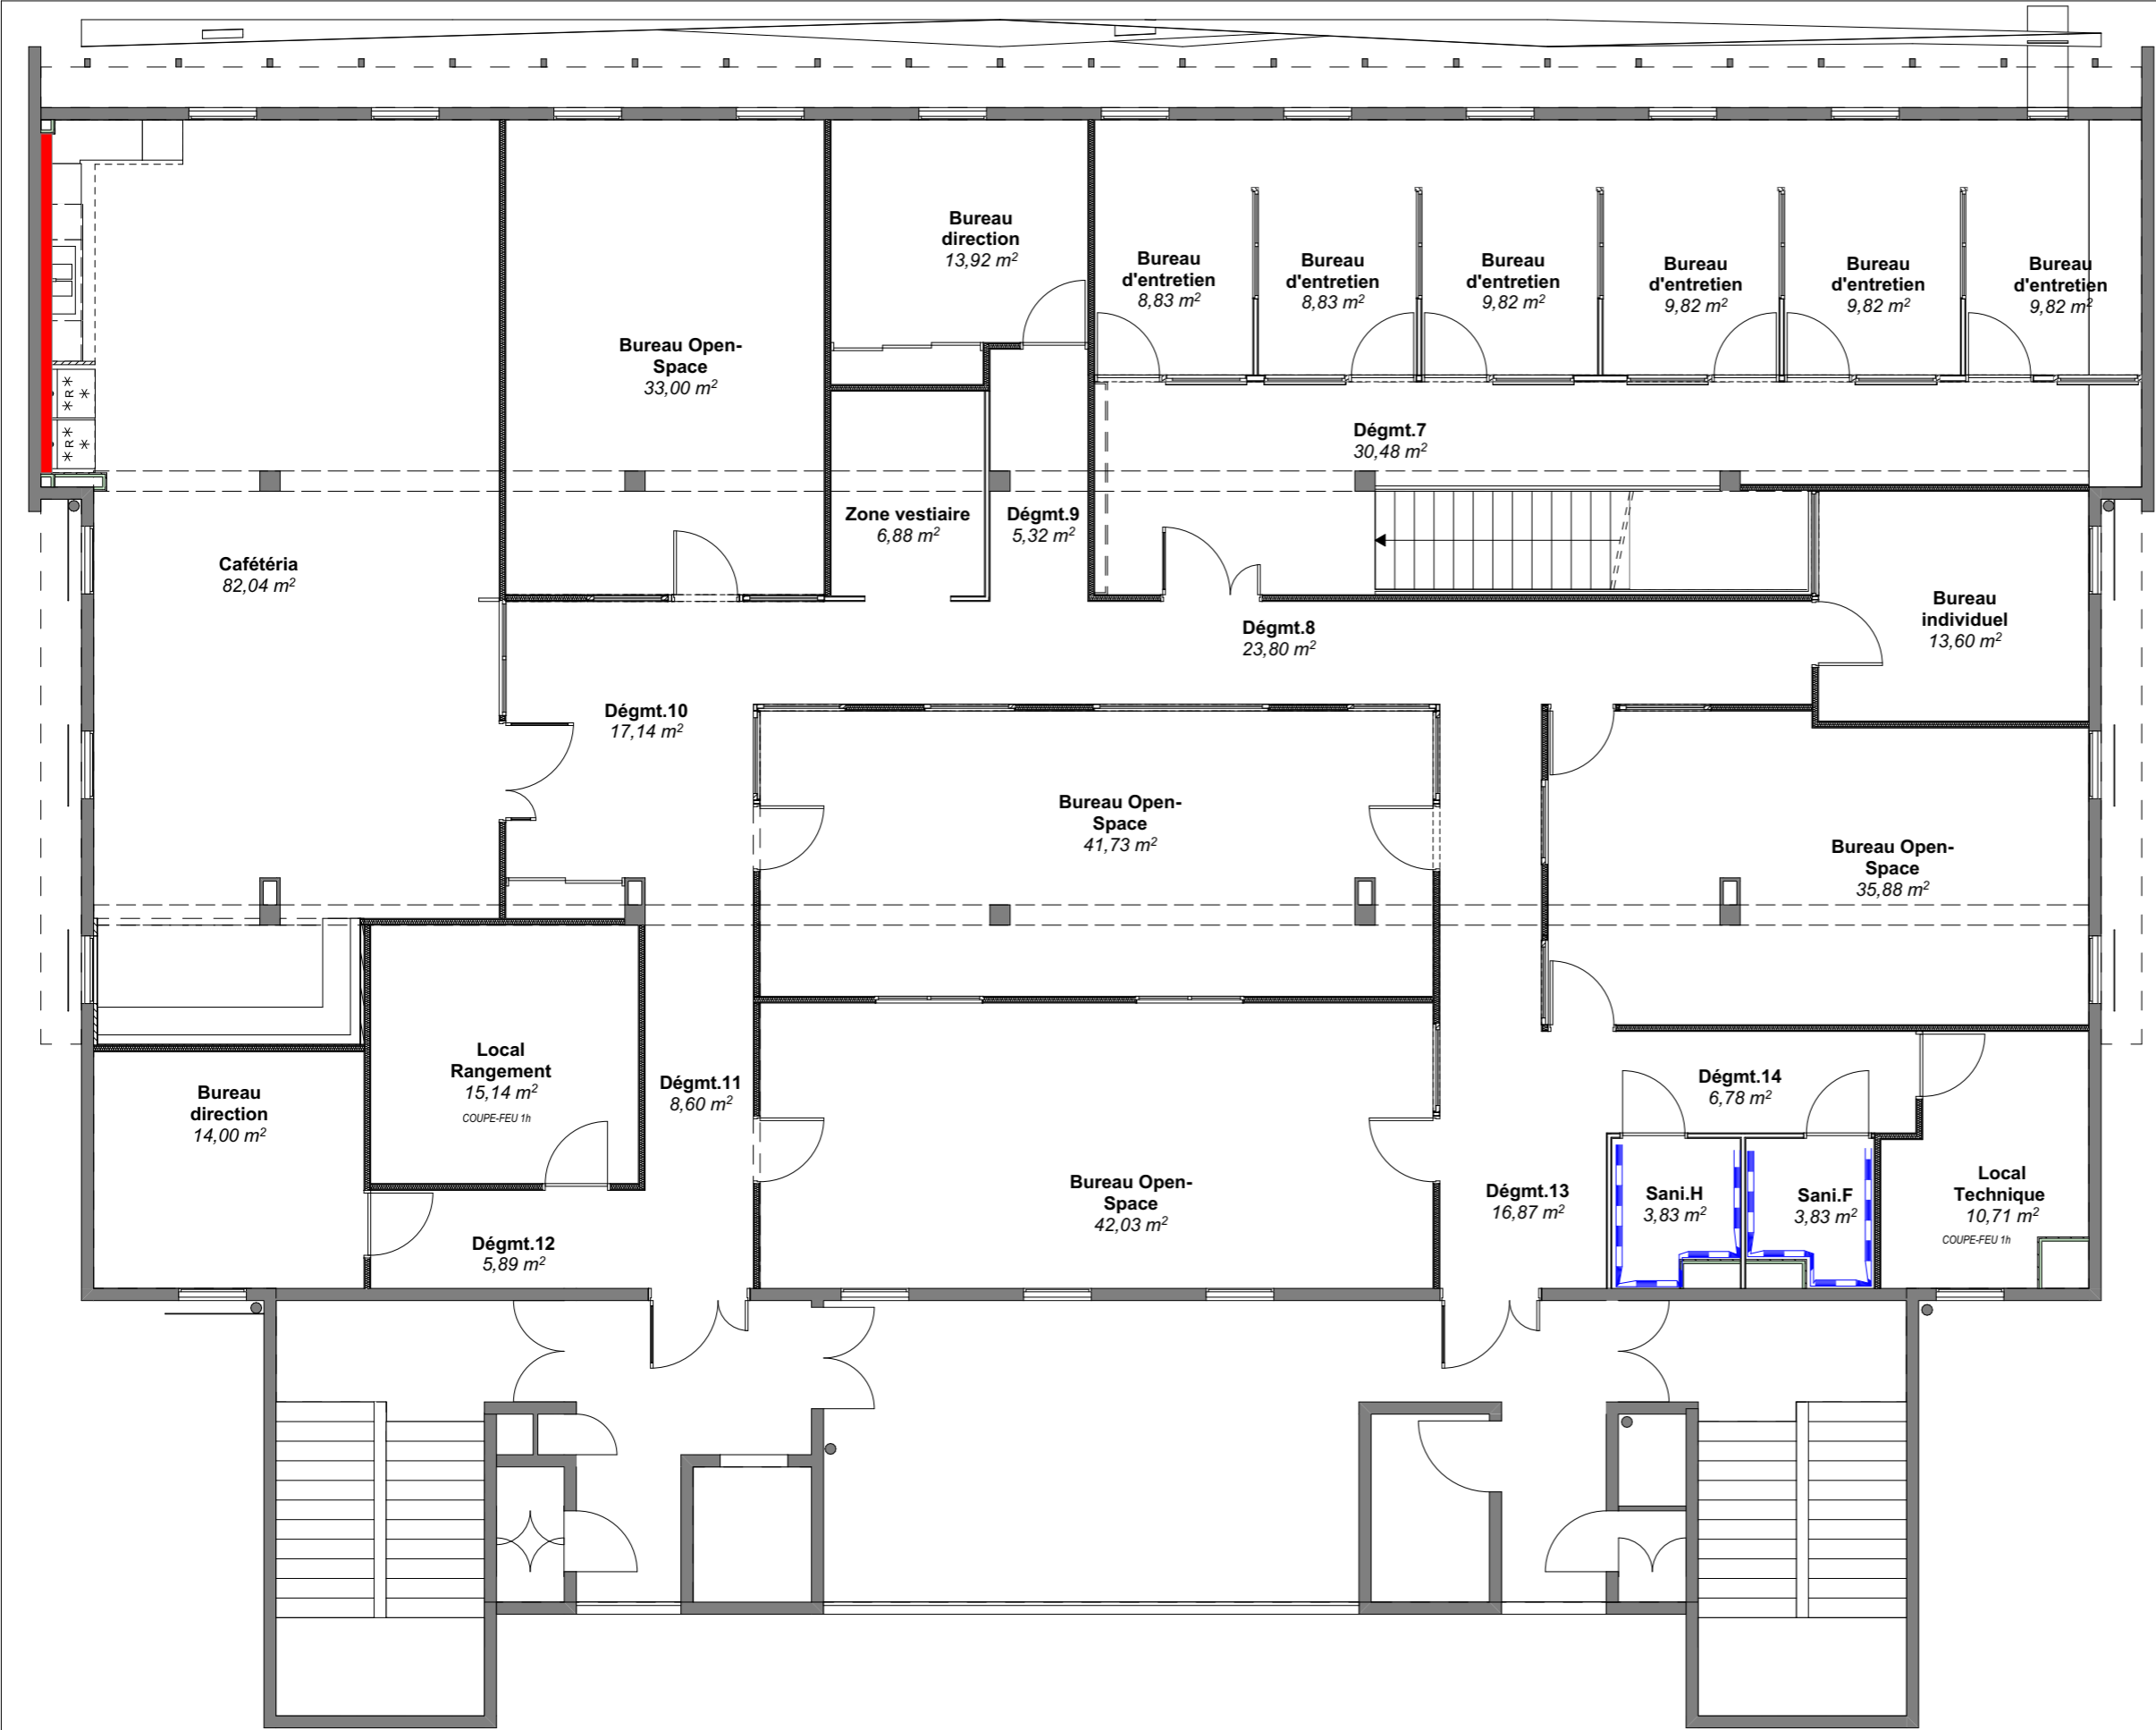 Bureau
direction
13,92 m²
Bureau
d'entretien
8,83 m²
Bureau
d'entretien
8,83 m²
Bureau
d'entretien
9,82 m²
Bureau
d'entretien
9,82 m²
Bureau
d'entretien
9,82 m²
Bureau
d'entretien
9,82 m²
Bureau Open-
Space
33,00 m²
*R*
*
*
*R*
*
*
Dégmt.7
30,48 m²
Zone vestiaire
6,88 m²
Dégmt.9
5,32 m²
Cafétéria
82,04 m²
Bureau
individuel
13,60 m²
Dégmt.8
23,80 m²
Dégmt.10
17,14 m²
Bureau Open-
Space
41,73 m²
Bureau Open-
Space
35,88 m²
Local
Rangement
15,14 m²
COUPE-FEU 1h
Dégmt.11
8,60 m²
Dégmt.14
6,78 m²
Bureau
direction
14,00 m²
Bureau Open-
Space
42,03 m²
Dégmt.13
16,87 m²
Sani.H
3,83 m²
Sani.F
3,83 m²
Local
Technique
10,71 m²
COUPE-FEU 1h
Dégmt.12
5,89 m²